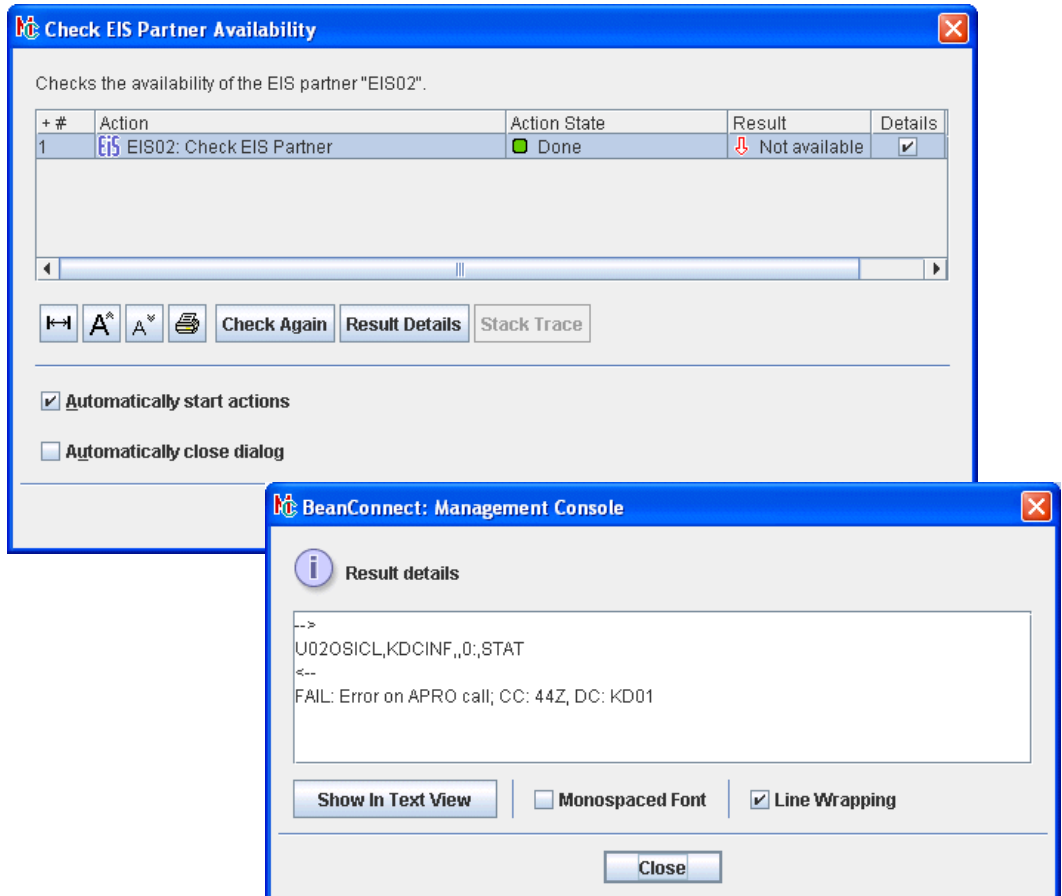 Check EIS Partner Availability
Checks the availability of the EIS partner "EIS02".
+ # Action Action State Result Details
1 EiS EIS02: Check EIS Partner Done Not available
A A Check Again Result Details Stack Trace
Automatically start actions
Automatically close dialog
BeanConnect: Management Console
i Result details
-->
U02OSICL,KDCINF,,0:,STAT
<--
FAIL: Error on APRO call; CC: 44Z, DC: KD01
Show In Text View Monospaced Font Line Wrapping
Close